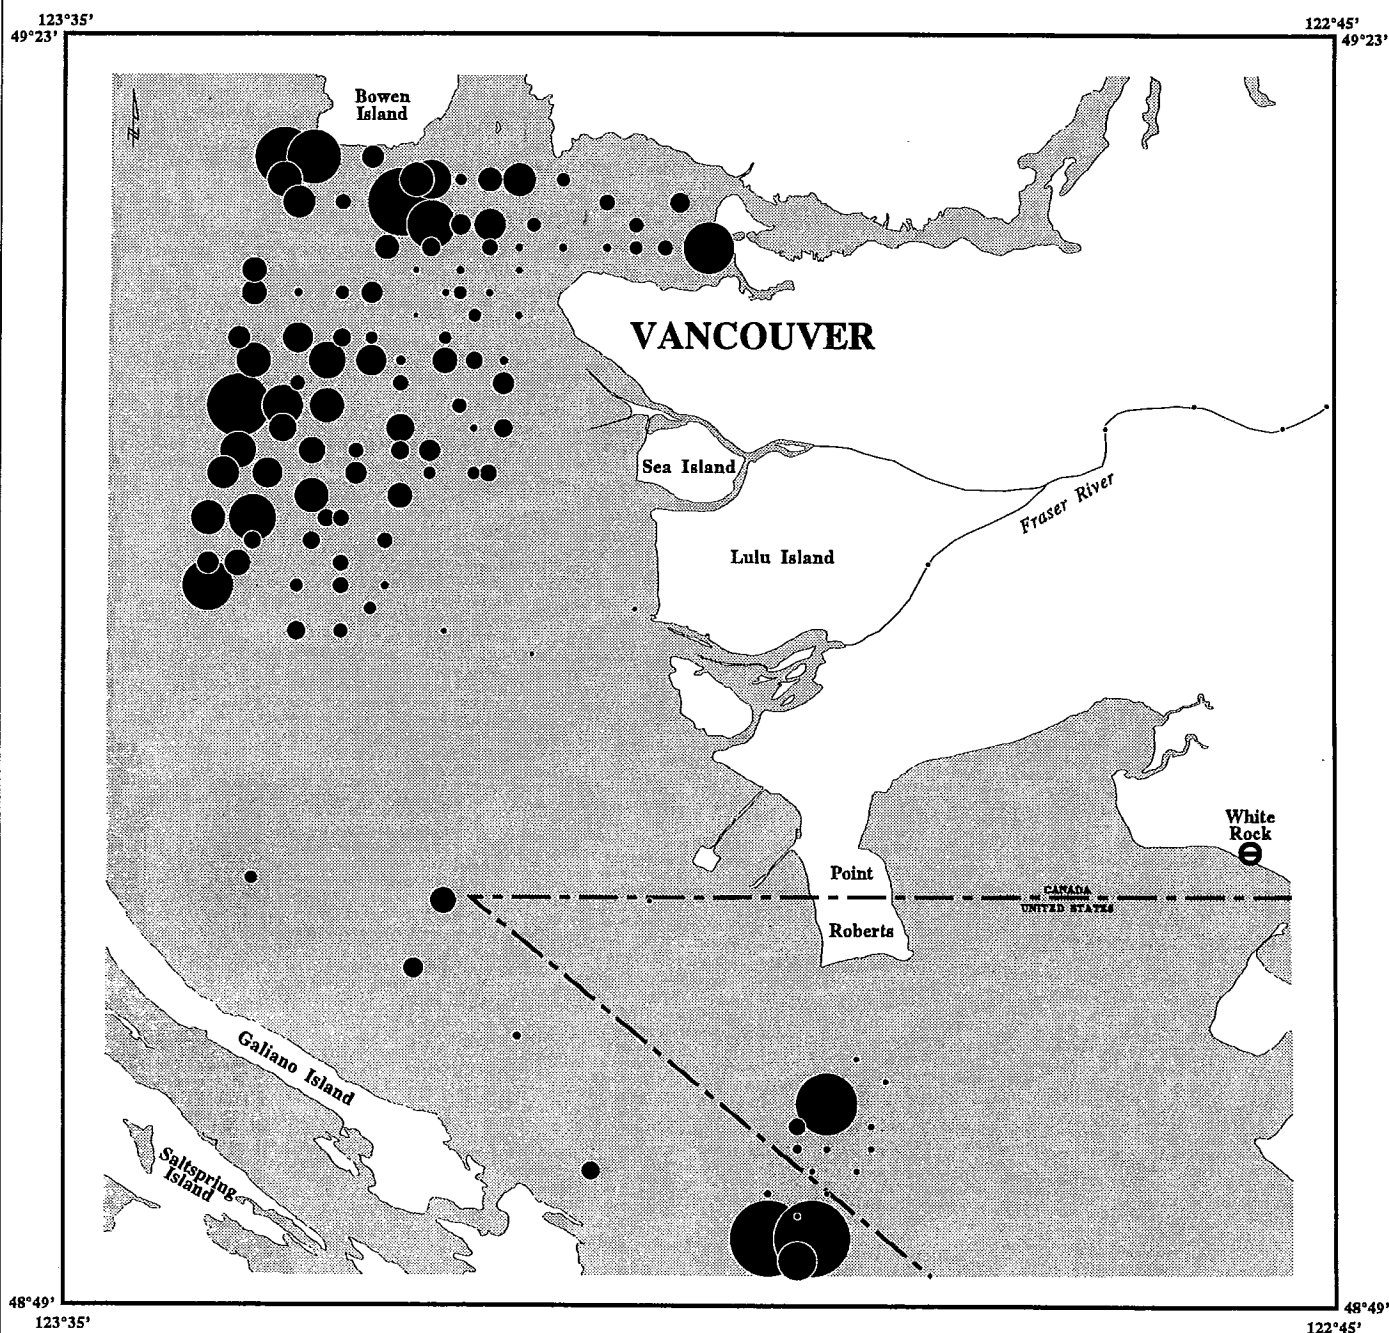 123°35' 122°45'
49°23' 49°23'
Bowen
Island
N
VANCOUVER
Sea Island
Fraser River
Lulu Island
White
Rock
Point
CANADA
UNITED STATES
Roberts
Galiano Island
Saltspring
Island
48°49' 48°49'
123°35' 122°45'